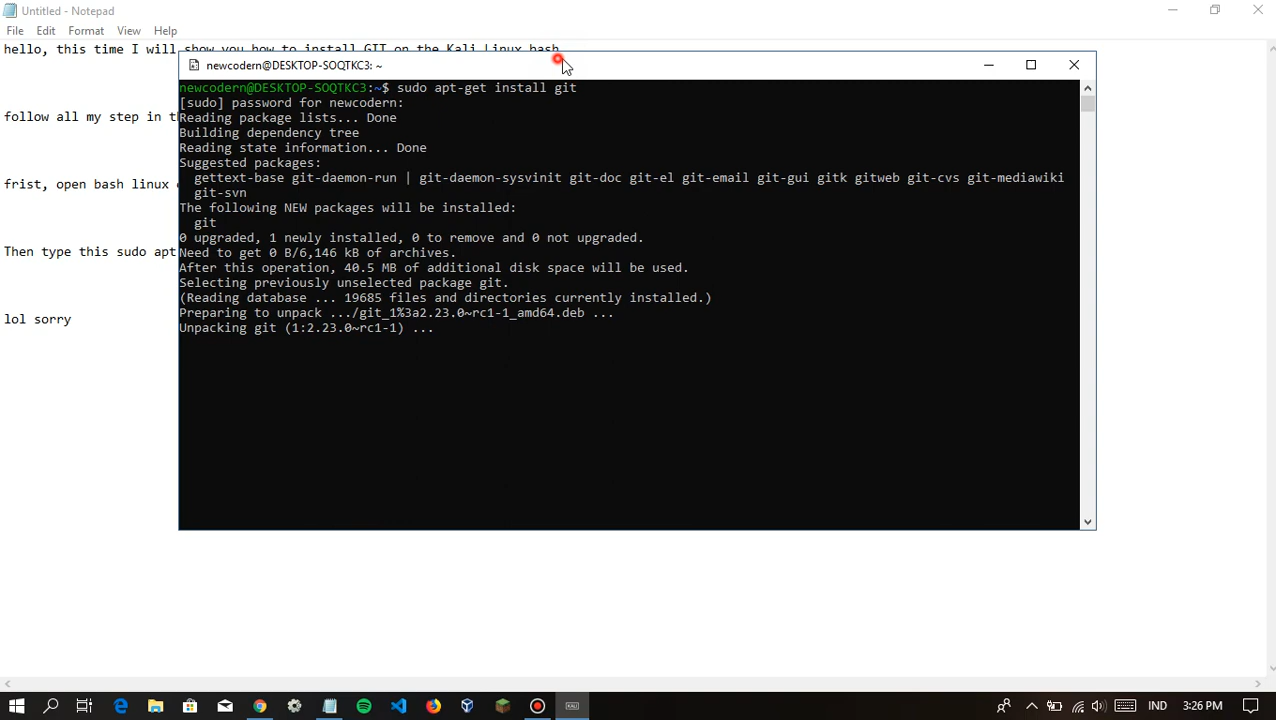 Untitled - Notepad
File Edit Format View Help
hello, this time I will show you how to install GIT on the Kali Linux bash
newcodern@DESKTOP-SOQTKC3: ~
newcodern@DESKTOP-SOQTKC3:~$ sudo apt-get install git
[sudo] password for newcodern:
follow all my step in
Reading package lists... Done
Building dependency tree
Reading state information... Done
Suggested packages:
gettext-base git-daemon-run | git-daemon-sysvinit git-doc git-el git-email git-gui gitk gitweb git-cvs git-mediawiki
frist, open bash linux
git-svn
The following NEW packages will be installed:
git
0 upgraded, 1 newly installed, 0 to remove and 0 not upgraded.
Then type this sudo apt
Need to get 0 B/6,146 kB of archives.
After this operation, 40.5 MB of additional disk space will be used.
Selecting previously unselected package git.
(Reading database ... 19685 files and directories currently installed.)
Preparing to unpack .../git_1%3a2.23.0~rc1-1_amd64.deb ...
lol sorry
Unpacking git (1:2.23.0~rc1-1) ...
KALI
IND
3:26 PM